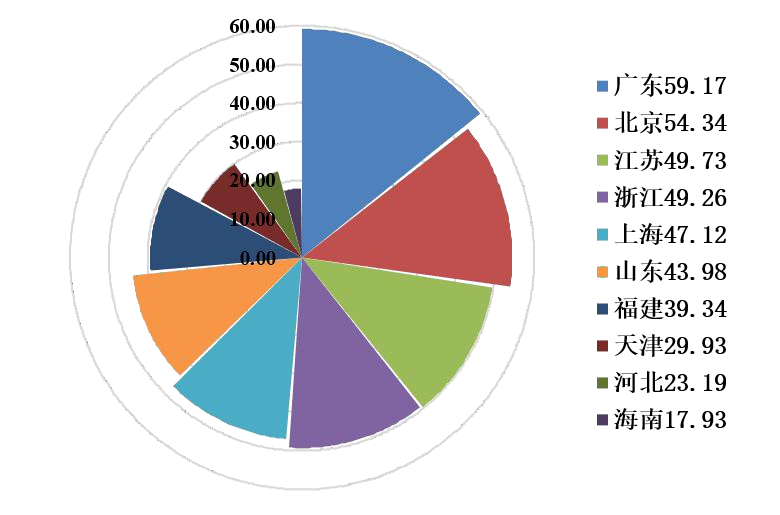 60.00
50.00
40.00
30.00
20.00
10.00
0.00
广东59.17
北京54.34
江苏49.73
浙江49.26
上海47.12
山东43.98
福建39.34
天津29.93
河北23.19
海南17.93